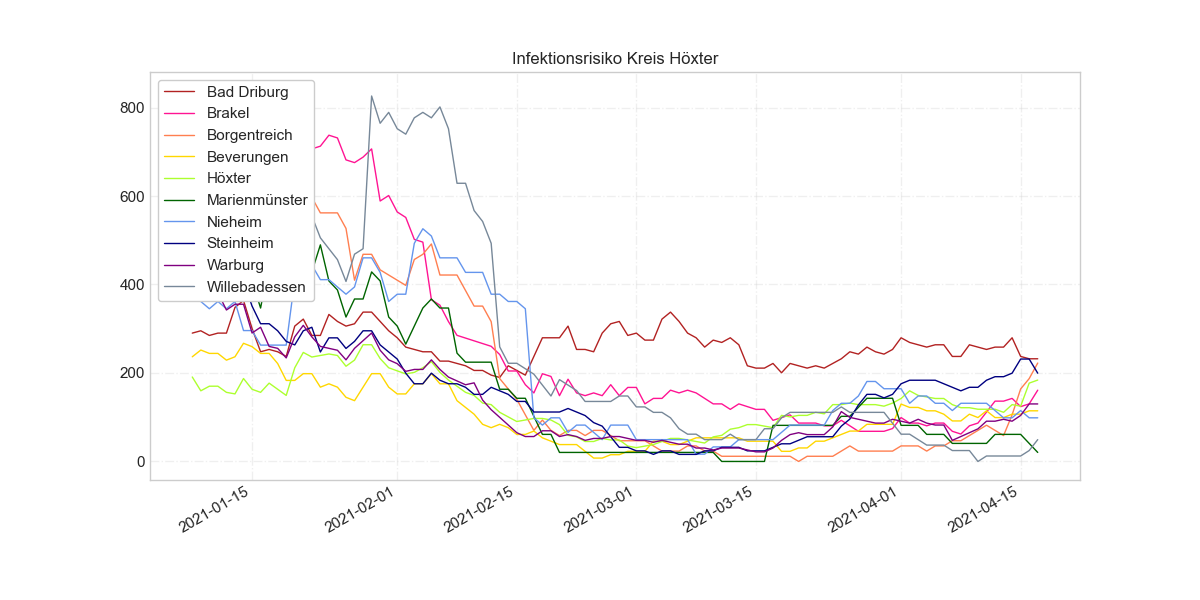 Infektionsrisiko Kreis Höxter
Bad Driburg
Brakel
Borgentreich
Beverungen
Höxter
Marienmünster
Nieheim
Steinheim
Warburg
Willebadessen
800
600
400
200
0
2021-01-15
2021-02-01
2021-02-15
2021-03-01
2021-03-15
2021-04-01
2021-04-15